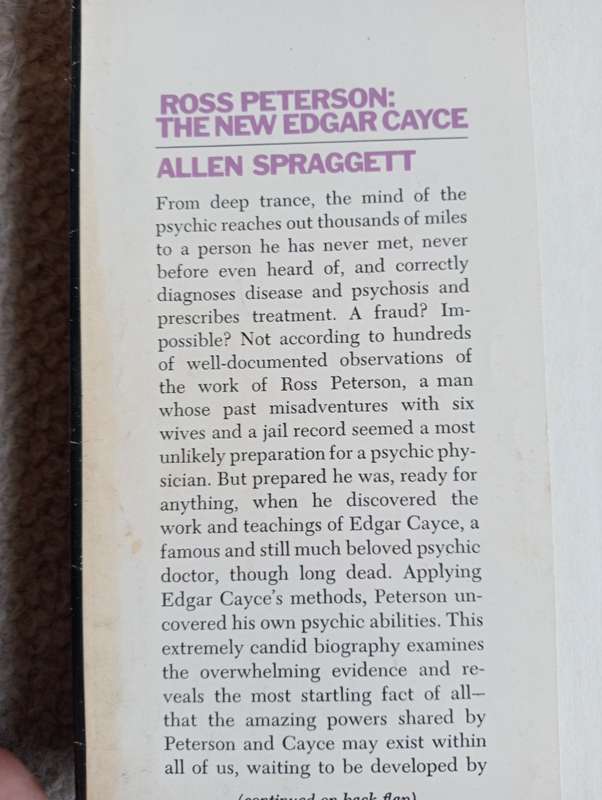 ROSS PETERSON:
THE NEW EDGAR CAYCE
ALLEN SPRAGGETT
From deep trance, the mind of the
psychic reaches out thousands of miles
to a person he has never met, never
before even heard of, and correctly
diagnoses disease and psychosis and
prescribes treatment. A fraud? Im-
possible? Not according to hundreds
of well-documented observations of
the work of Ross Peterson, a man
whose past misadventures with six
wives and a jail record seemed a most
unlikely preparation for a psychic phy-
sician. But prepared he was, ready for
anything, when he discovered the
work and teachings of Edgar Cayce, a
famous and still much beloved psychic
doctor, though long dead. Applying
Edgar Cayce's methods, Peterson un-
covered his own psychic abilities. This
extremely candid biography examines
the overwhelming evidence and re-
veals the most startling fact of all—
that the amazing powers shared by
Peterson and Cayce may exist within
all of us, waiting to be developed by
(continued on back flap)